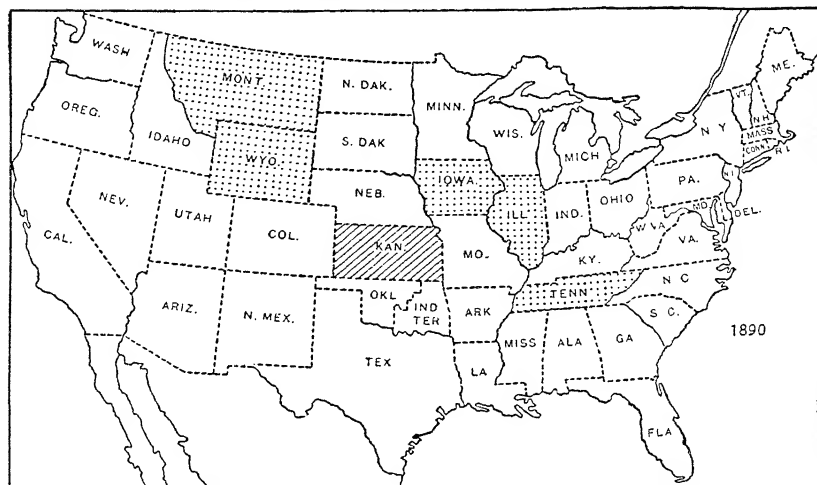 WASH
MONT.
N. DAK.
MINN.
ME.
OREG.
IDAHO
WIS.
MICH
N Y
VT.
N H
MASS
CONN
R I
S. DAK
WYO.
IOWA.
NEB.
NEV.
UTAH
COL.
ILL
IND.
OHIO
PA.
N J
MD.
DEL.
W VA
VA.
CAL.
KAN.
MO.
KY.
ARIZ.
N. MEX.
OKL
IND
TER
ARK
TENN
N C
S C.
1890
TEX
LA
MISS
ALA
GA
FLA